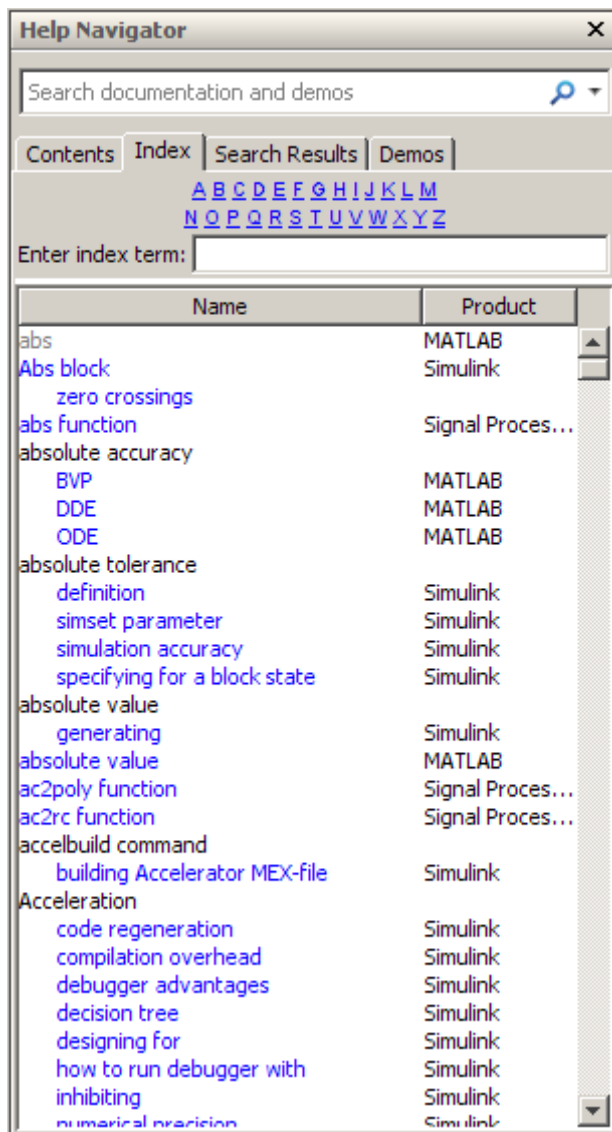 Help Navigator
Search documentation and demos
Contents Index Search Results Demos
A B C D E F G H I J K L M
N O P Q R S T U V W X Y Z
Enter index term:
Name Product
abs MATLAB
Abs block Simulink
zero crossings
abs function Signal Proces...
absolute accuracy
BVP MATLAB
DDE MATLAB
ODE MATLAB
absolute tolerance
definition Simulink
simset parameter Simulink
simulation accuracy Simulink
specifying for a block state Simulink
absolute value
generating Simulink
absolute value MATLAB
ac2poly function Signal Proces...
ac2rc function Signal Proces...
accelbuild command
building Accelerator MEX-file Simulink
Acceleration
code regeneration Simulink
compilation overhead Simulink
debugger advantages Simulink
decision tree Simulink
designing for Simulink
how to run debugger with Simulink
inhibiting Simulink
numerical precision Simulink